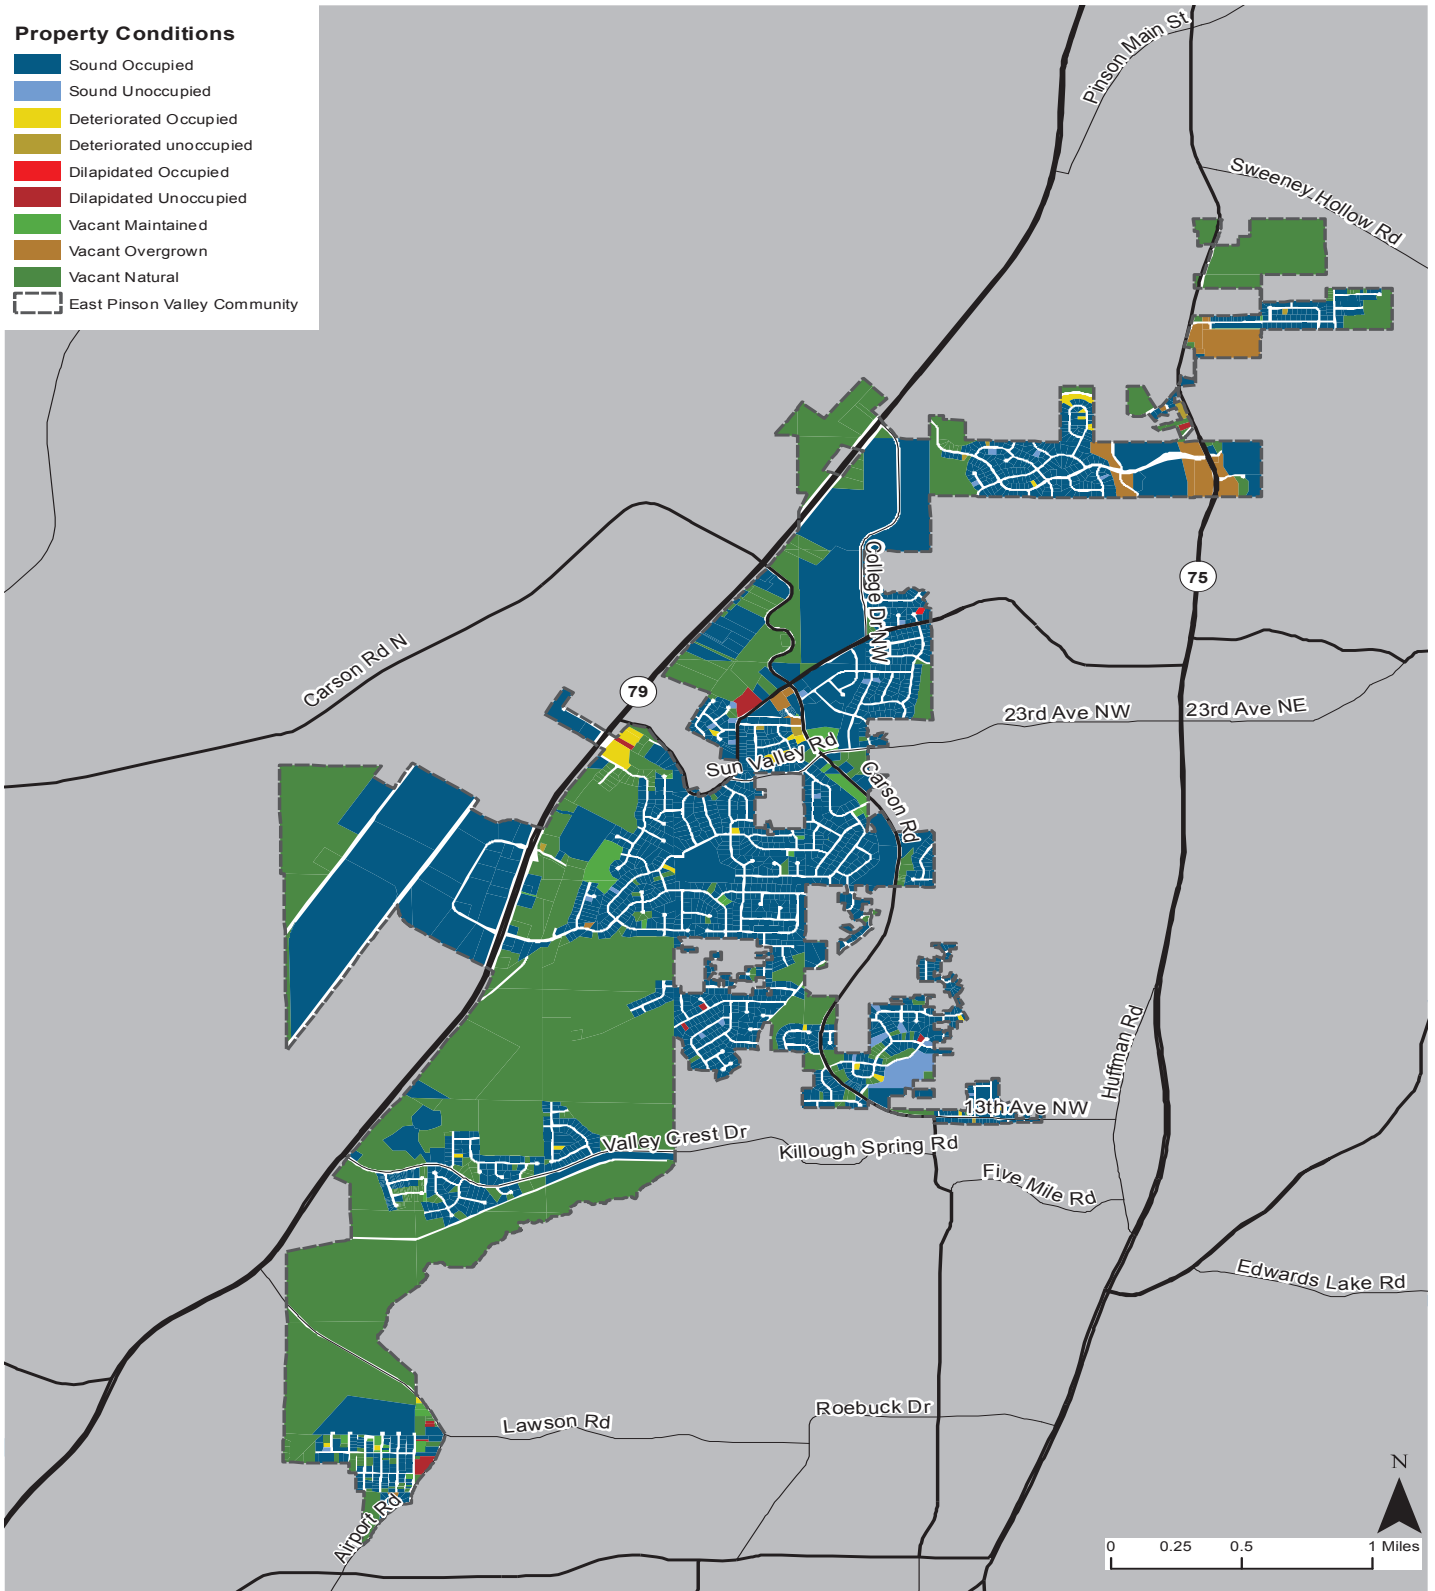 Property Conditions
Sound Occupied
Sound Unoccupied
Deteriorated Occupied
Deteriorated unoccupied
Dilapidated Occupied
Dilapidated Unoccupied
Vacant Maintained
Vacant Overgrown
Vacant Natural
East Pinson Valley Community
Pinson Main St
Sweeney Hollow Rd
College Dr NW
75
Carson Rd N
79
23rd Ave NW
23rd Ave NE
Sun Valley Rd
Carson Rd
Huffman Rd
13th Ave NW
Valley Crest Dr
Killough Spring Rd
Five Mile Rd
Edwards Lake Rd
Roebuck Dr
Lawson Rd
Airport Rd
N
0 0.25 0.5 1 Miles